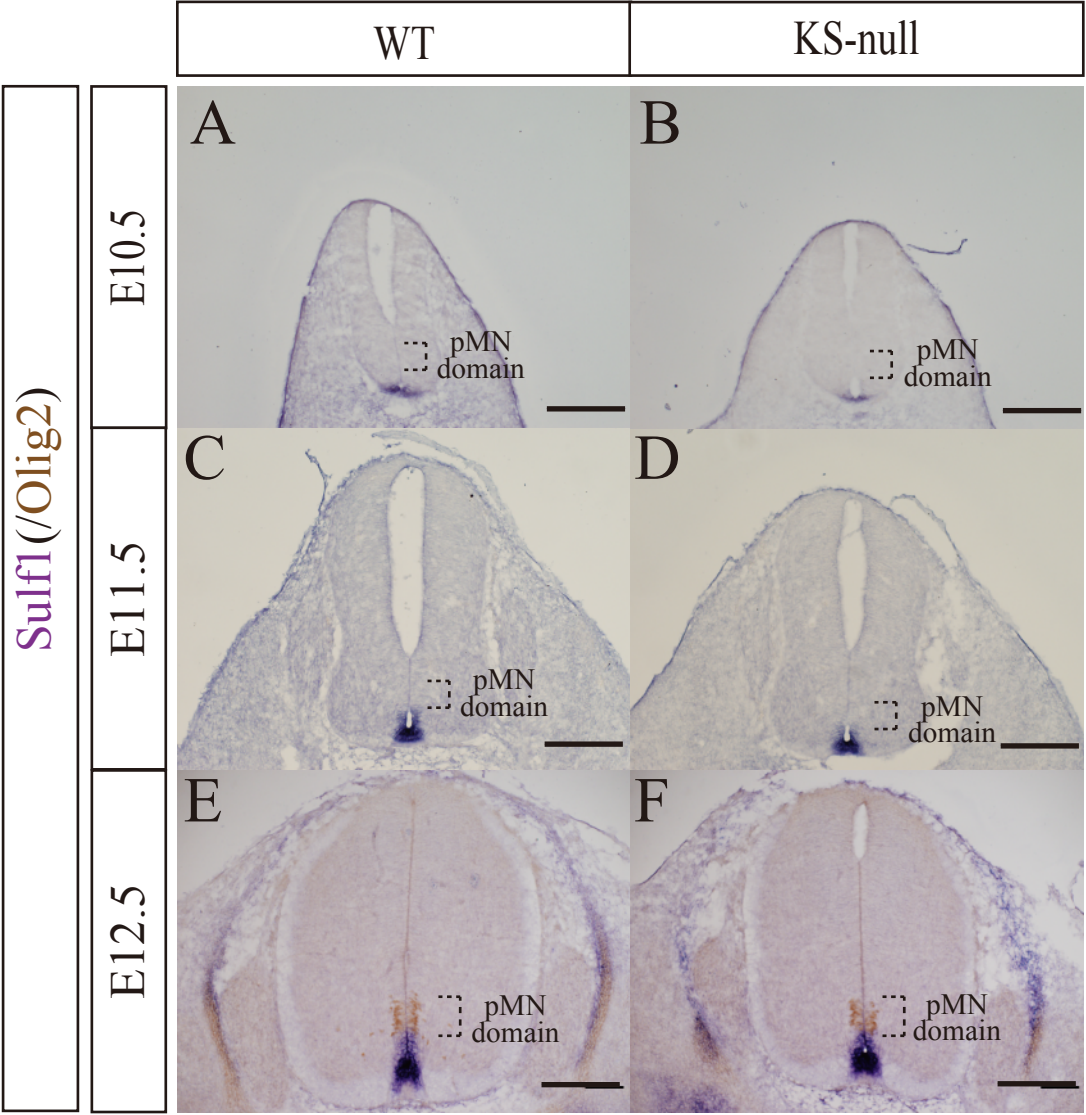 WT
KS-null
Sulf1(/Olig2)
E10.5
A
pMN
domain
B
pMN
domain
E11.5
C
pMN
domain
D
pMN
domain
E12.5
E
pMN
domain
F
pMN
domain